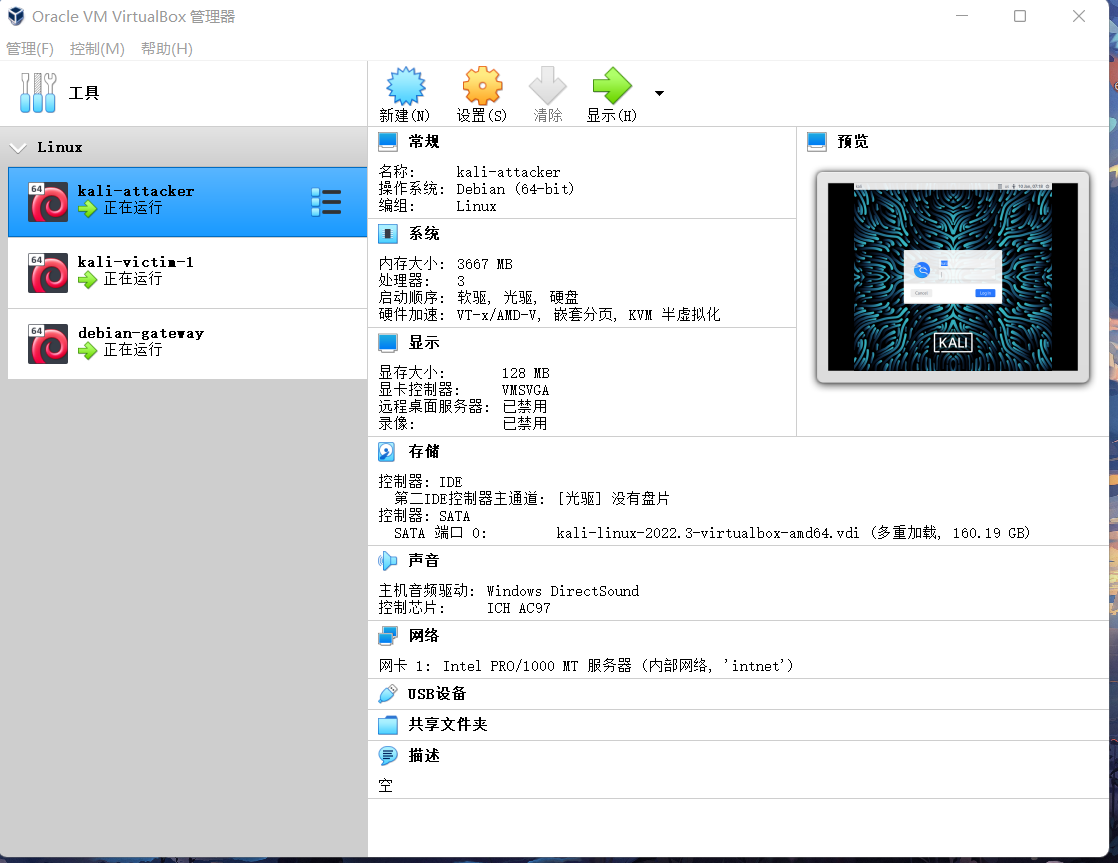 Oracle VM VirtualBox 管理器
管理(F) 控制(M) 帮助(H)
工具
新建(N) 设置(S) 清除 显示(H)
Linux
64
kali-attacker
正在运行
64
kali-victim-1
正在运行
64
debian-gateway
正在运行
常规
名称: kali-attacker
操作系统: Debian (64-bit)
编组: Linux
系统
内存大小: 3667 MB
处理器: 3
启动顺序: 软驱, 光驱, 硬盘
硬件加速: VT-x/AMD-V, 嵌套分页, KVM 半虚拟化
显示
显存大小: 128 MB
显卡控制器: VMSVGA
远程桌面服务器: 已禁用
录像: 已禁用
预览
Cancel Log In
KALI
存储
控制器: IDE
第二IDE控制器主通道: [光驱] 没有盘片
控制器: SATA
SATA 端口 0: kali-linux-2022.3-virtualbox-amd64.vdi (多重加载, 160.19 GB)
声音
主机音频驱动: Windows DirectSound
控制芯片: ICH AC97
网络
网卡 1: Intel PRO/1000 MT 服务器 (内部网络, 'intnet')
USB设备
共享文件夹
描述
空